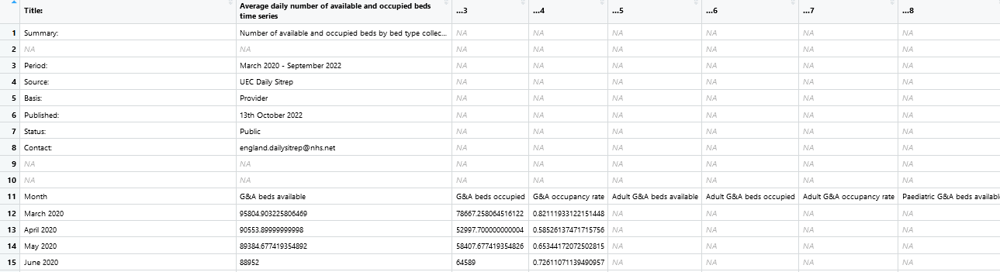 Title: Average daily number of available and occupied beds time series ...3 ...4 ...5 ...6 ...7 ...8
1 Summary: Number of available and occupied beds by bed type collec... NA NA NA NA NA NA
2 NA NA NA NA NA NA NA NA
3 Period: March 2020 - September 2022 NA NA NA NA NA NA
4 Source: UEC Daily Sitrep NA NA NA NA NA NA
5 Basis: Provider NA NA NA NA NA NA
6 Published: 13th October 2022 NA NA NA NA NA NA
7 Status: Public NA NA NA NA NA NA
8 Contact: england.dailysitrep@nhs.net NA NA NA NA NA NA
9 NA NA NA NA NA NA NA NA
10 NA NA NA NA NA NA NA NA
11 Month G&A beds available G&A beds occupied G&A occupancy rate Adult G&A beds available Adult G&A beds occupied Adult G&A occupancy rate Paediatric G&A beds availabl
12 March 2020 95804.903225806469 78667.258064516122 0.82111933122151448 NA NA NA NA
13 April 2020 90553.89999999998 52997.700000000004 0.58526137471715756 NA NA NA NA
14 May 2020 89384.677419354892 58407.677419354826 0.65344172072502815 NA NA NA NA
15 June 2020 88952 64589 0.72611071139490957 NA NA NA NA